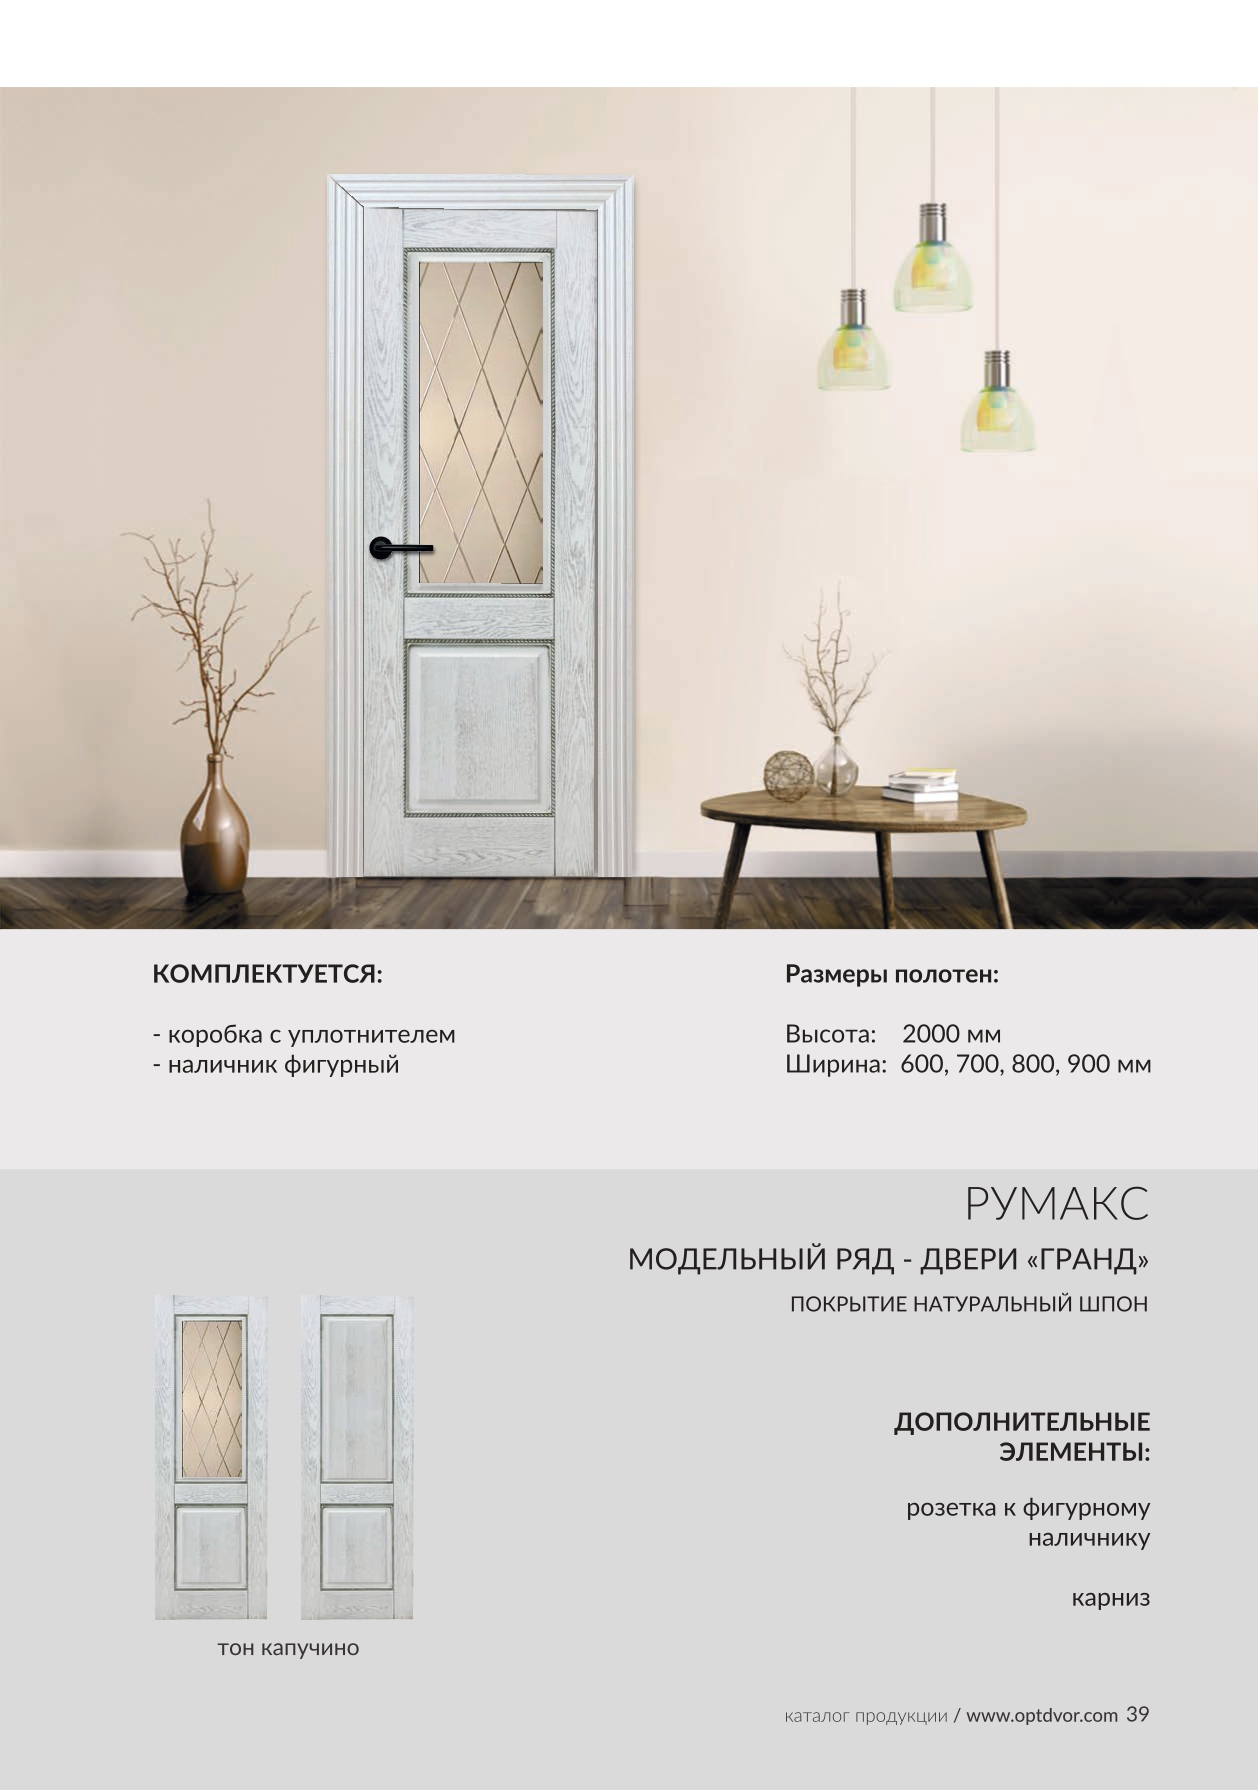 КОМПЛЕКТУЕТСЯ:
- коробка с уплотнителем
- наличник фигурный
Размеры полотен:
Высота: 2000 мм
Ширина: 600, 700, 800, 900 мм
РУМАКС
МОДЕЛЬНЫЙ РЯД - ДВЕРИ «ГРАНД»
ПОКРЫТИЕ НАТУРАЛЬНЫЙ ШПОН
ДОПОЛНИТЕЛЬНЫЕ
ЭЛЕМЕНТЫ:
розетка к фигурному
наличнику
карниз
тон капучино
каталог продукции / www.optdvor.com 39